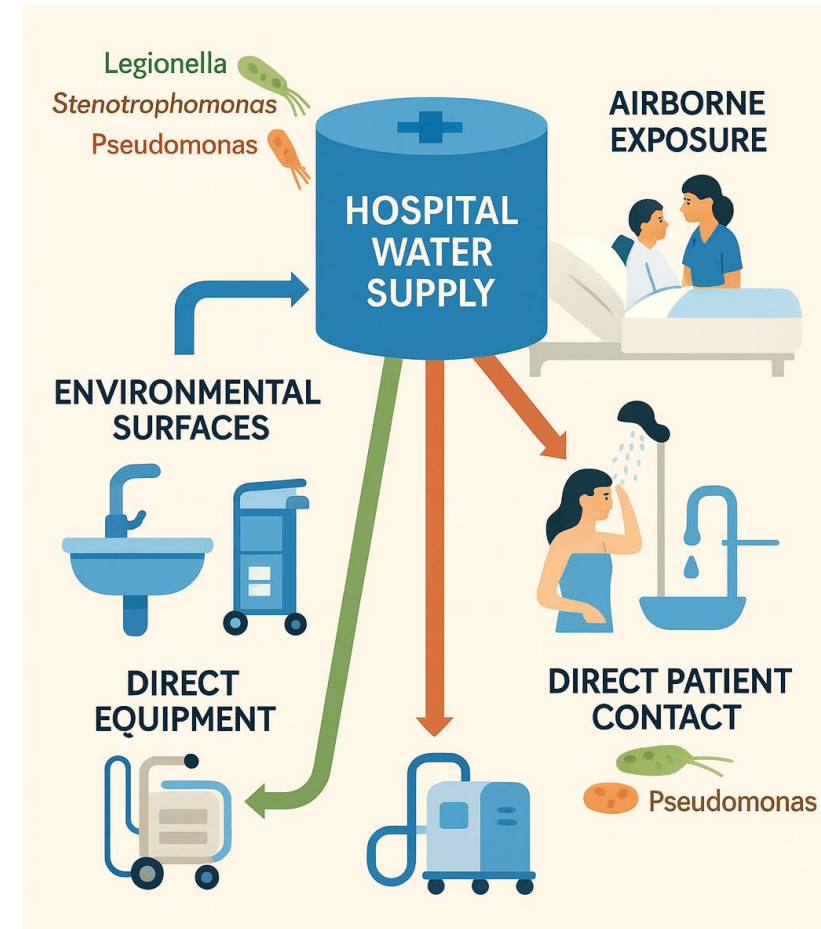 Legionella
Stenotrophomonas
Pseudomonas
HOSPITAL
WATER
SUPPLY
AIRBORNE
EXPOSURE
ENVIRONMENTAL
SURFACES
DIRECT
EQUIPMENT
DIRECT PATIENT
CONTACT
Pseudomonas